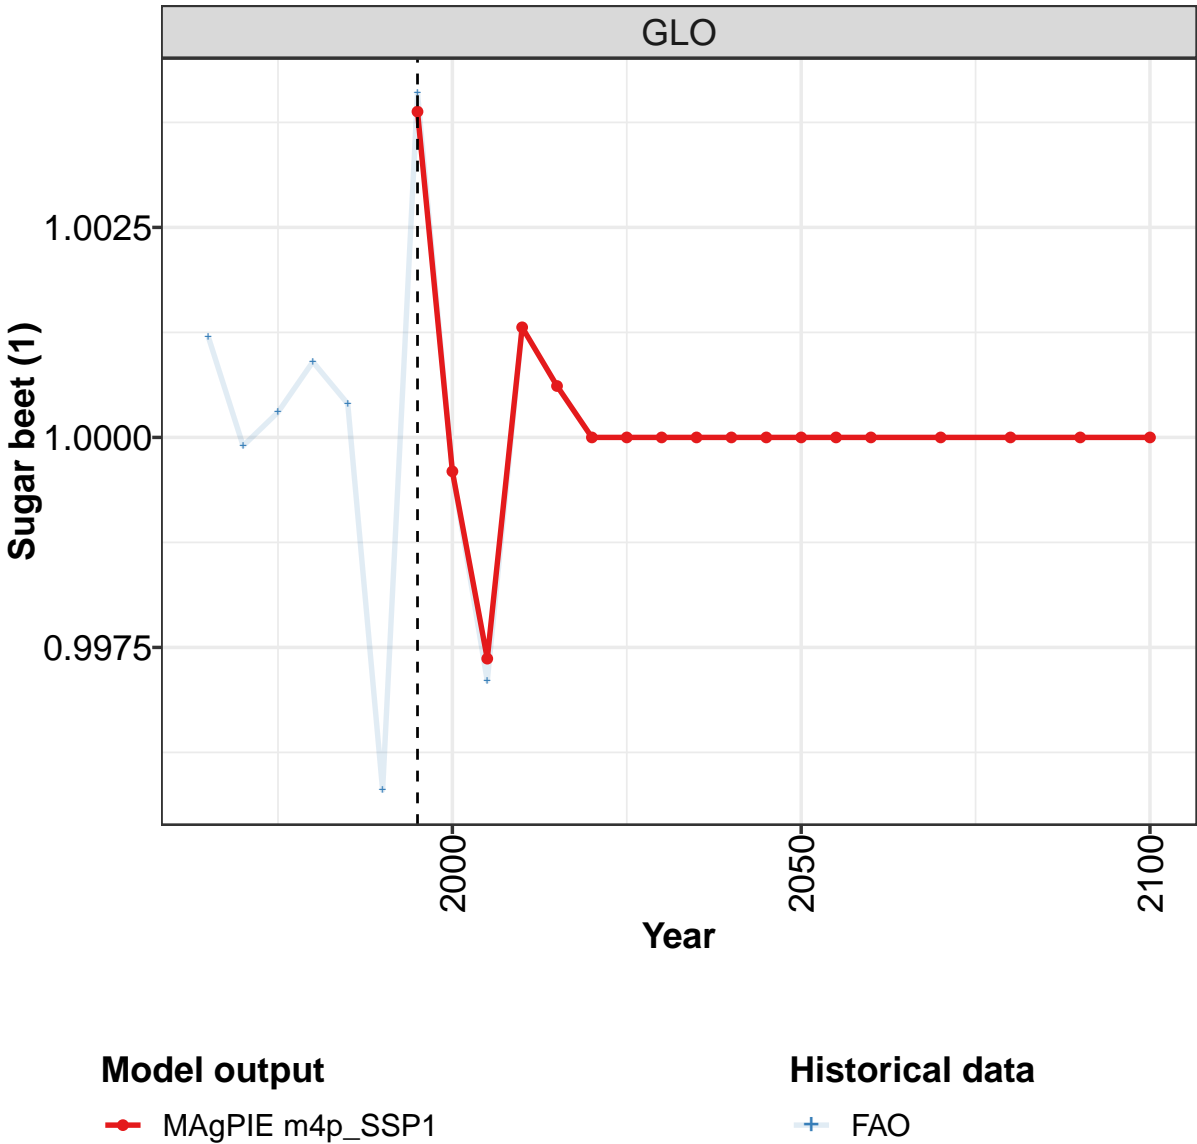 GLO
1.0025
1.0000
0.9975
Sugar beet (1)
2000
2050
2100
Year
Model output
Historical data
MAgPIE m4p_SSP1
FAO